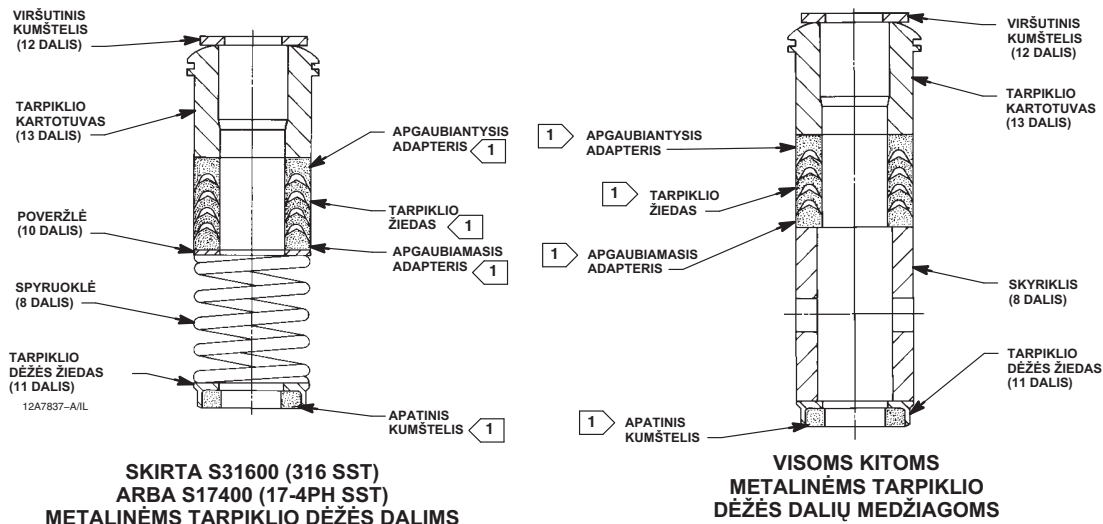 VIRŠUTINIS
KUMŠTELIS
(12 DALIS)
TARPIKLIO
KARTOTUVAS
(13 DALIS)
POVERŽLĖ
(10 DALIS)
SPYRUOKLĖ
(8 DALIS)
TARPIKLIO
DĖŽĖS ŽIEDAS
(11 DALIS)
12A7837–A/IL
APGAUBIANTYSIS
ADAPTERIS 1
TARPIKLIO
ŽIEDAS 1
APGAUBIAMASIS
ADAPTERIS 1
APATINIS
KUMŠTELIS 1
SKIRTA S31600 (316 SST)
ARBA S17400 (17-4PH SST)
METALINĖMS TARPIKLIO DĖŽĖS DALIMS
1 APGAUBIANTYSIS
ADAPTERIS
1 TARPIKLIO
ŽIEDAS
1 APGAUBIAMASIS
ADAPTERIS
1 APATINIS
KUMŠTELIS
VIRŠUTINIS
KUMŠTELIS
(12 DALIS)
TARPIKLIO
KARTOTUVAS
(13 DALIS)
SKYRIKLIS
(8 DALIS)
TARPIKLIO
DĖŽĖS ŽIEDAS
(11 DALIS)
VISOMS KITOMS
METALINĖMS TARPIKLIO
DĖŽĖS DALIŲ MEDŽIAGOMS